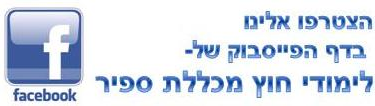 הצטרפו אלינו
בדף הפייסבוק של-
לימודי חוץ מכללת ספיר
f
facebook